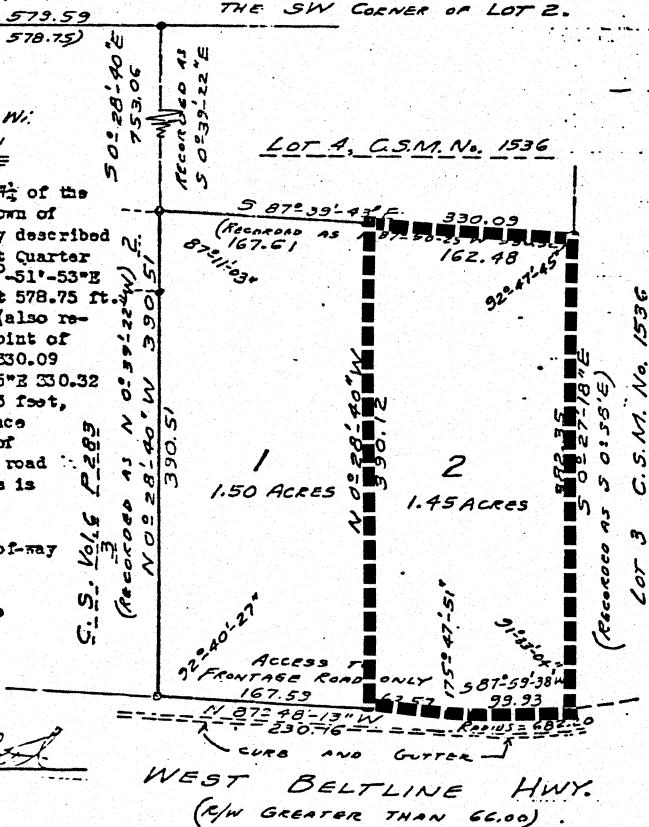 579.59
578.75)
THE SW CORNER OF LOT 2.
S 0°-28'-40"E
753.06
RECORDED AS
S 0°-39'-22"E
LOT 4, C.S.M. No. 1536
of the
own of
described
Quarter
-51'-53"E
578.75 ft.
(also re-
oint of
330.09
5"E 330.32
feet,
nce
of
road
s is
of-way
S 87°-39'-43"E
330.09
(RECORDED AS
167.61
162.48
87°-11'-03"
92°-47'-45"
C.S. VOL. 6 P. 283
(RECORDED AS N 0°-39'-22"W)
N 0°-28'-40"W 390.51
390.51
N 0°-28'-40"W
390.12
S 0°-27'-18"E
(RECORDED AS S 0°38'E)
LOT 3 C.S.M. No. 1536
1
1.50 ACRES
2
1.45 ACRES
92°-40'-27"
175°-47'-51"
ACCESS TO
FRONTAGE ROAD ONLY
167.59
S 87°-59'-38"W
99.93
N 87°-48'-13"W
230.16
CURB AND GUTTER
WEST BELTLINE HWY.
(R/W GREATER THAN 66.00)